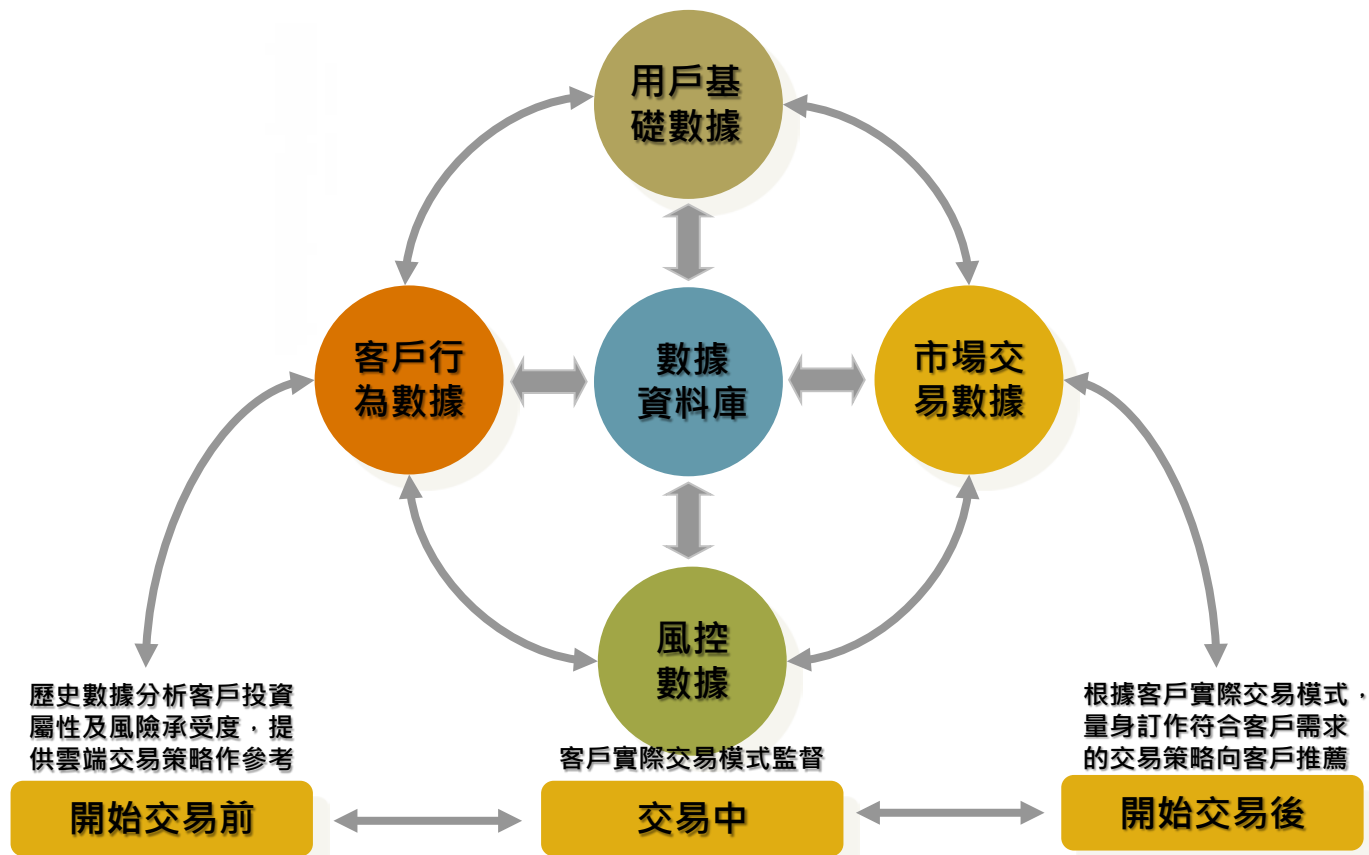 用戶基
礎數據
客戶行
為數據
數據
資料庫
市場交
易數據
風控
數據
歷史數據分析客戶投資
屬性及風險承受度，提
供雲端交易策略作參考
客戶實際交易模式監督
根據客戶實際交易模式，
量身訂作符合客戶需求
的交易策略向客戶推薦
開始交易前
交易中
開始交易後